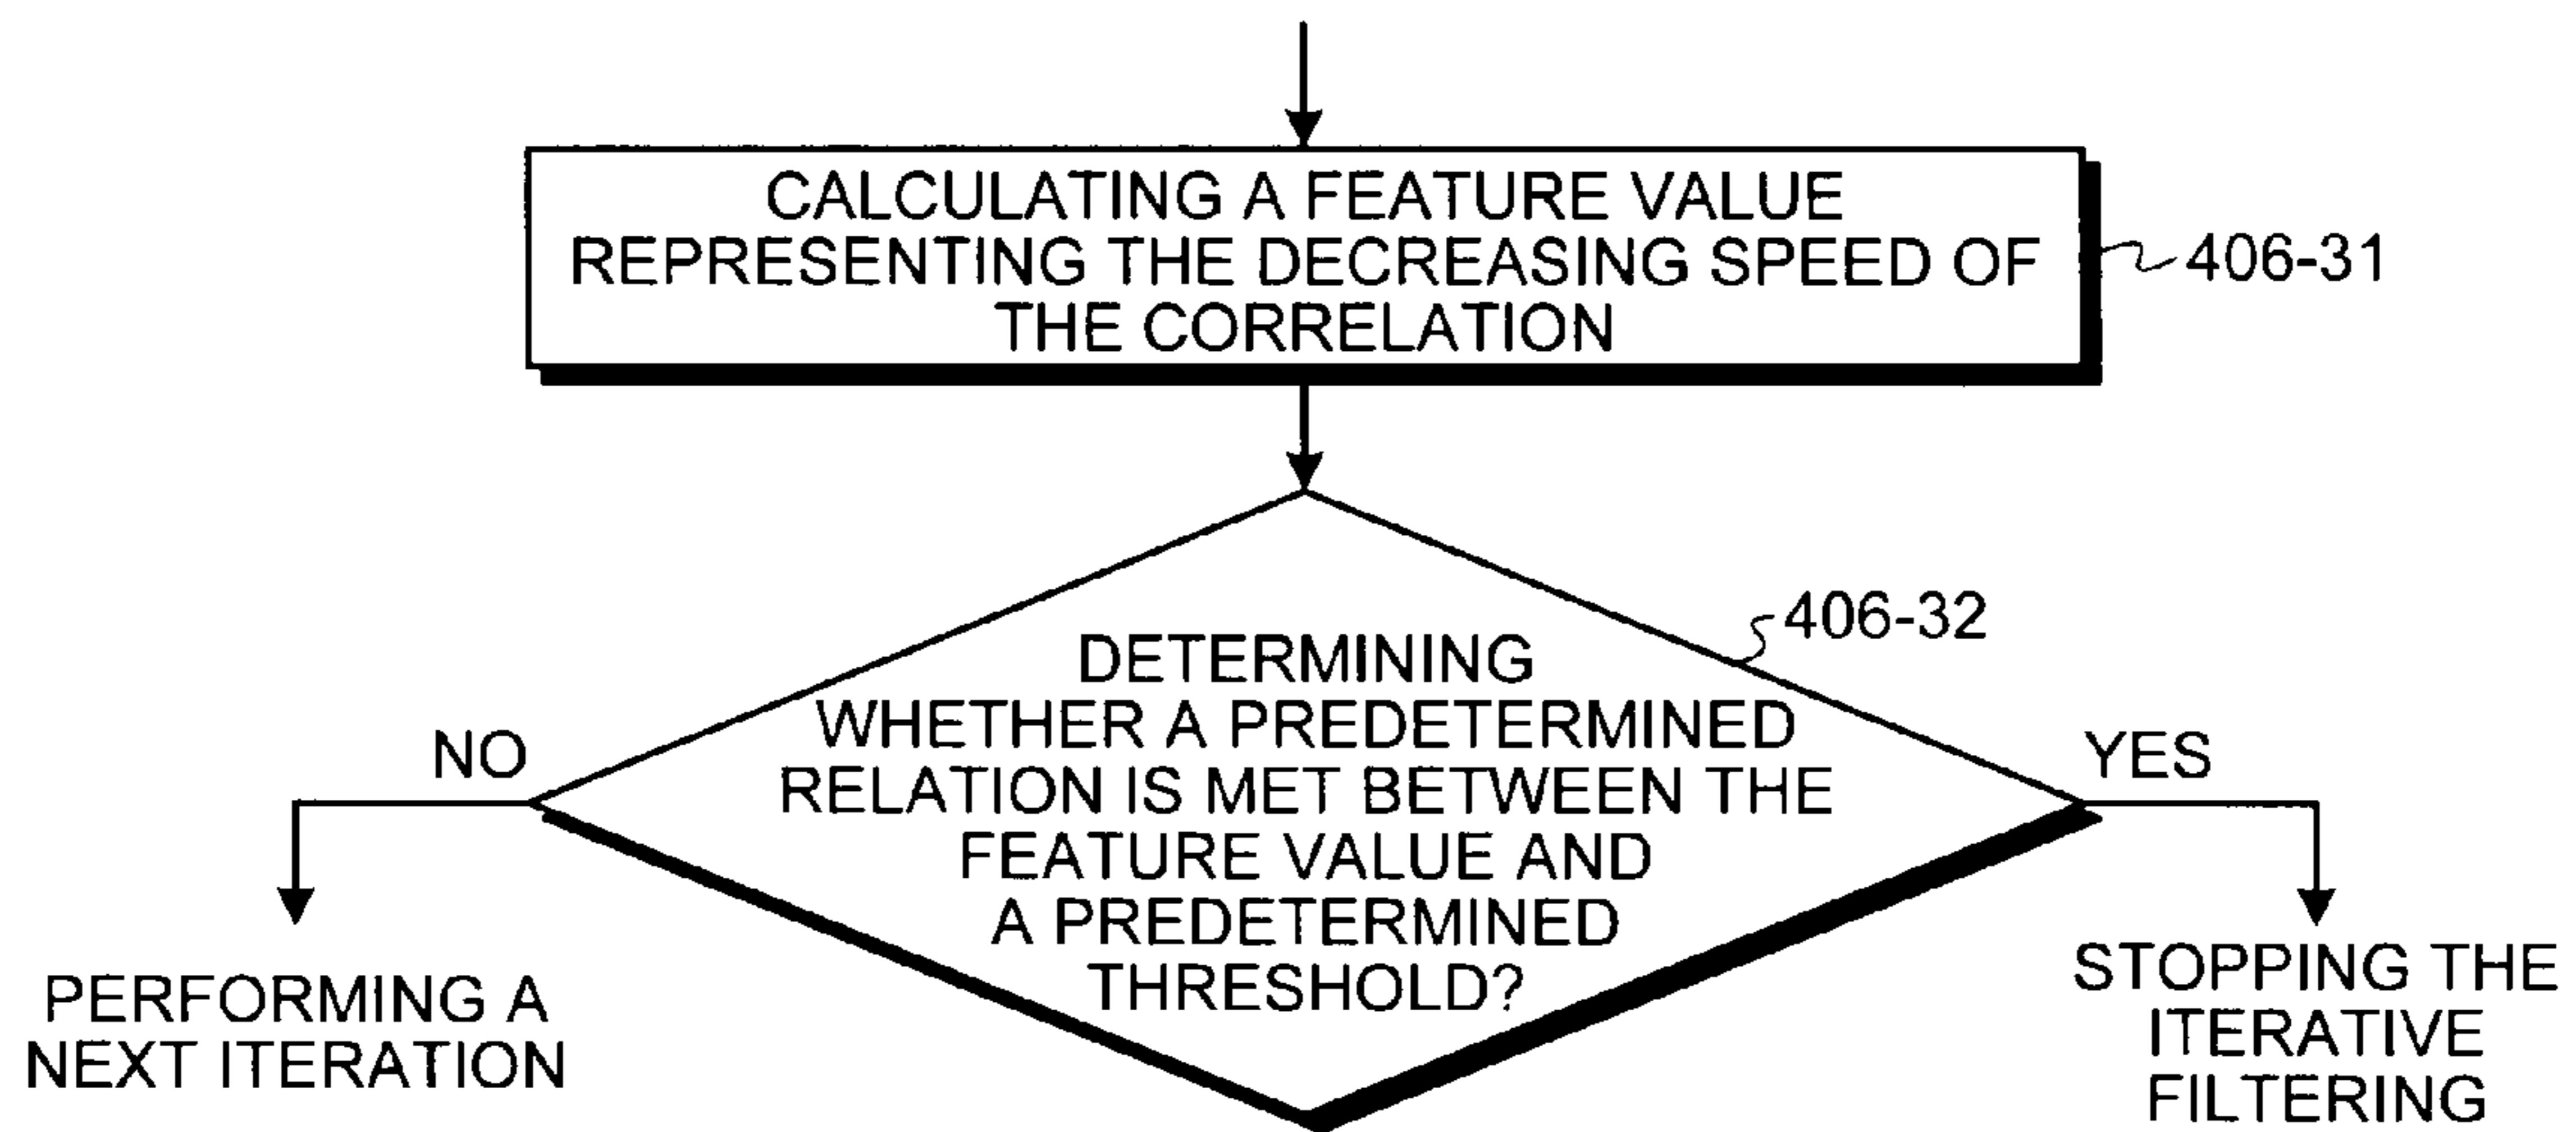 CALCULATING A FEATURE VALUE
REPRESENTING THE DECREASING SPEED OF
THE CORRELATION
406-31
406-32
DETERMINING
WHETHER A PREDETERMINED
RELATION IS MET BETWEEN THE
FEATURE VALUE AND
A PREDETERMINED
THRESHOLD?
NO
YES
PERFORMING A
NEXT ITERATION
STOPPING THE
ITERATIVE
FILTERING